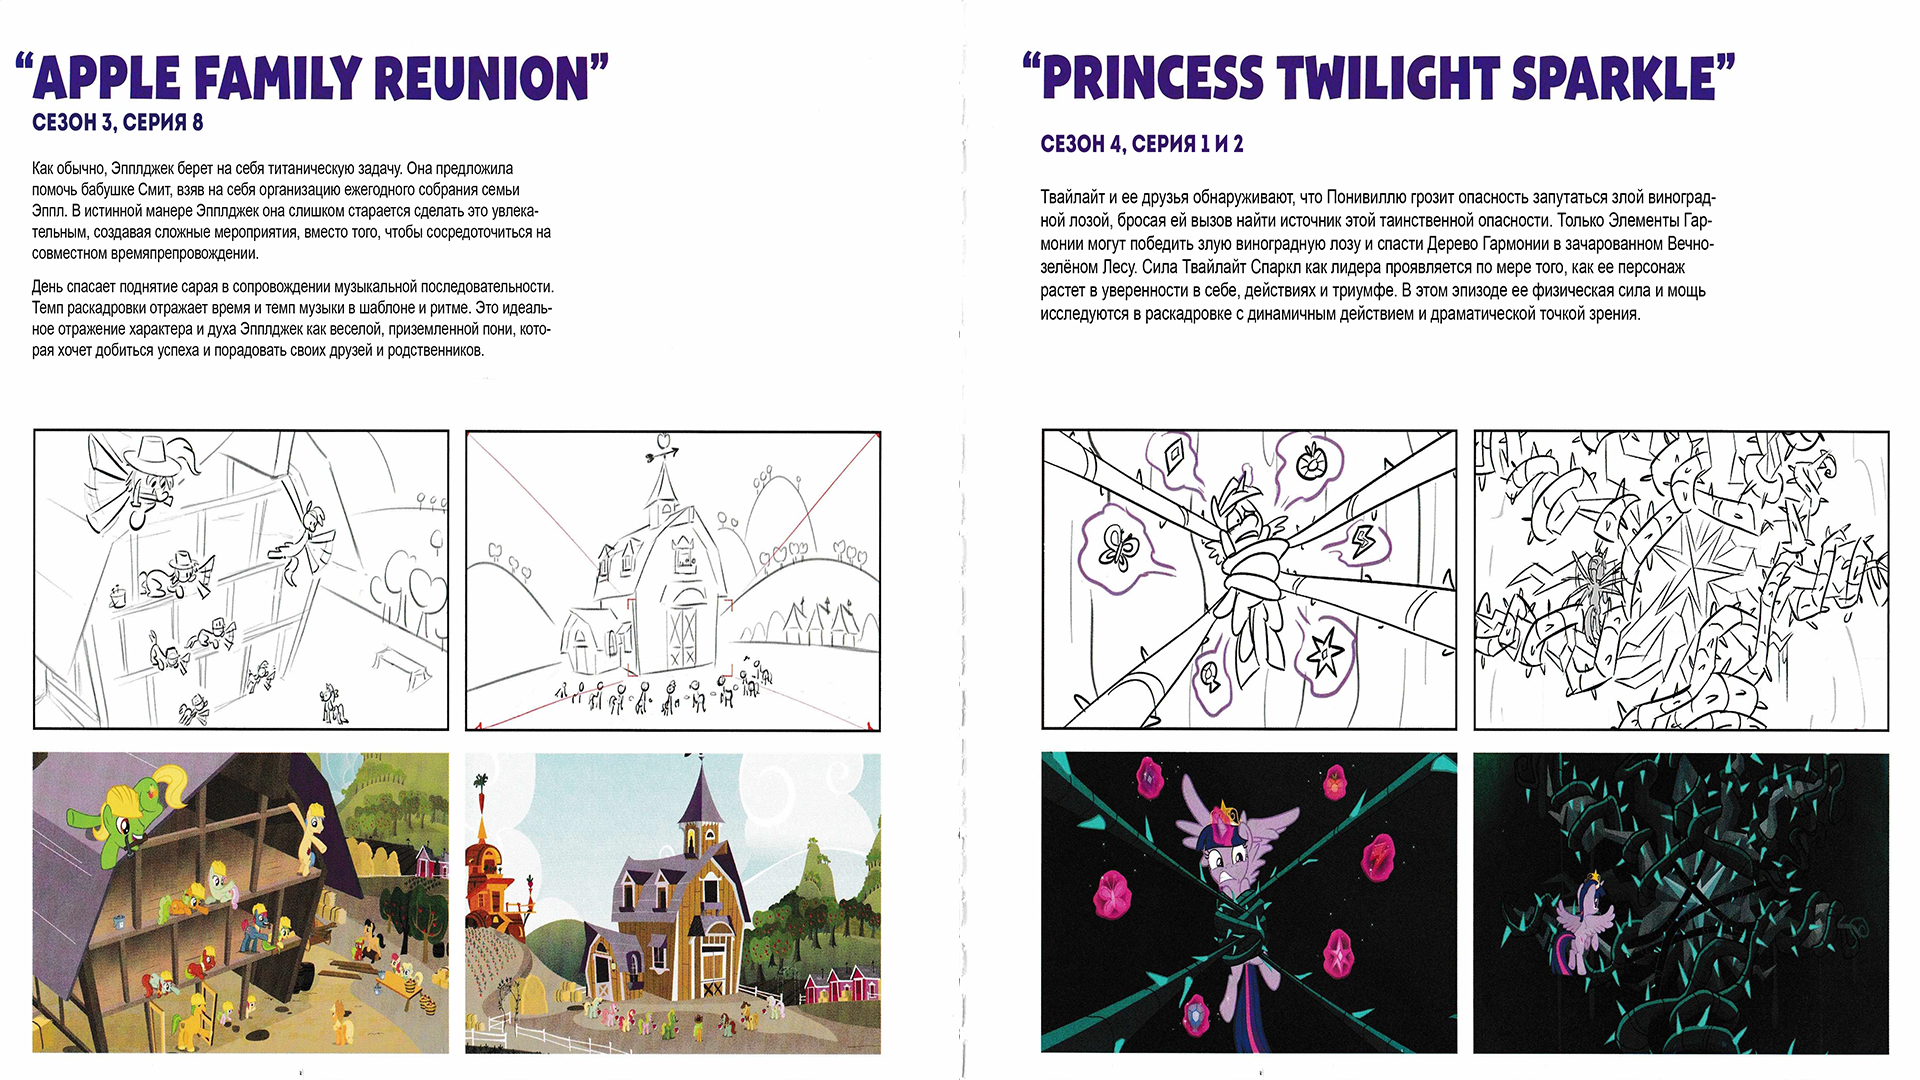 “APPLE FAMILY REUNION”
СЕЗОН 3, СЕРИЯ 8
Как обычно, Эпплджек берет на себя титаническую задачу. Она предложила
помочь бабушке Смит, взяв на себя организацию ежегодного собрания семьи
Эппл. В истинной манере Эпплджек она слишком старается сделать это увлека-
тельным, создавая сложные мероприятия, вместо того, чтобы сосредоточиться на
совместном времяпрепровождении.
День спасает поднятие сарая в сопровождении музыкальной последовательности.
Темп раскадровки отражает время и темп музыки в шаблоне и ритме. Это идеаль-
ное отражение характера и духа Эпплджек как веселой, приземленной пони, кото-
рая хочет добиться успеха и порадовать своих друзей и родственников.
“PRINCESS TWILIGHT SPARKLE”
СЕЗОН 4, СЕРИЯ 1 И 2
Твайлайт и ее друзья обнаруживают, что Понивиллю грозит опасность запутаться злой виноград-
ной лозой, бросая ей вызов найти источник этой таинственной опасности. Только Элементы Гар-
монии могут победить злую виноградную лозу и спасти Дерево Гармонии в зачарованном Вечно-
зелёном Лесу. Сила Твайлайт Спаркл как лидера проявляется по мере того, как ее персонаж
растет в уверенности в себе, действиях и триумфе. В этом эпизоде ее физическая сила и мощь
исследуются в раскадровке с динамичным действием и драматической точкой зрения.